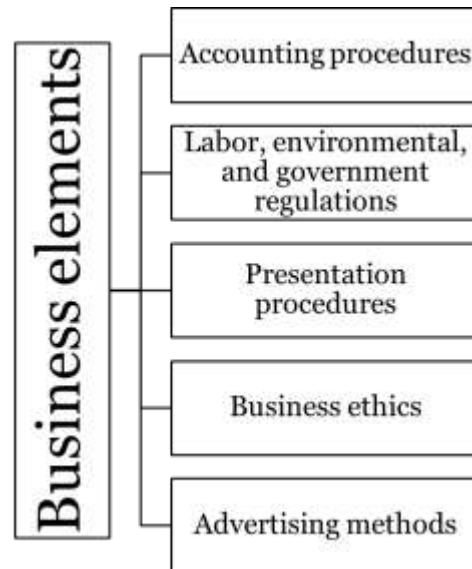 Business elements
Accounting procedures
Labor, environmental,
and government
regulations
Presentation
procedures
Business ethics
Advertising methods